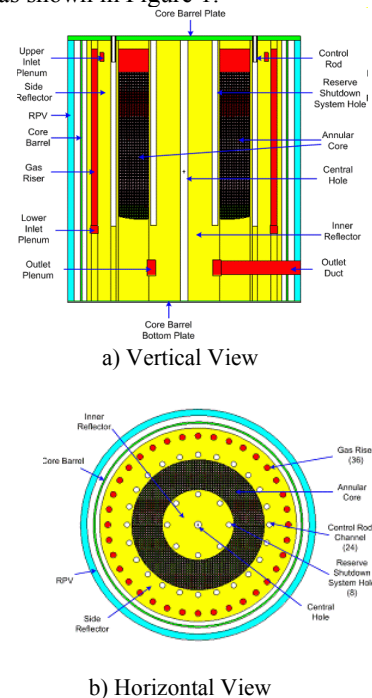 as shown in Figure 1.
Core Barrel Plate
Upper
Inlet
Plenum
Side
Reflector
RPV
Core
Barrel
Gas
Riser
Lower
Inlet
Plenum
Outlet
Plenum
Control
Rod
Reserve
Shutdown
System Hole
Annular
Core
Central
Hole
Inner
Reflector
Outlet
Duct
Core Barrel
Bottom Plate
a) Vertical View
Inner
Reflector
Core Barrel
RPV
Side
Reflector
Gas Rise
(36)
Annular
Core
Control Rod
Channel
(24)
Reserve
Shutdown
System Hol
(8)
Central
Hole
b) Horizontal View